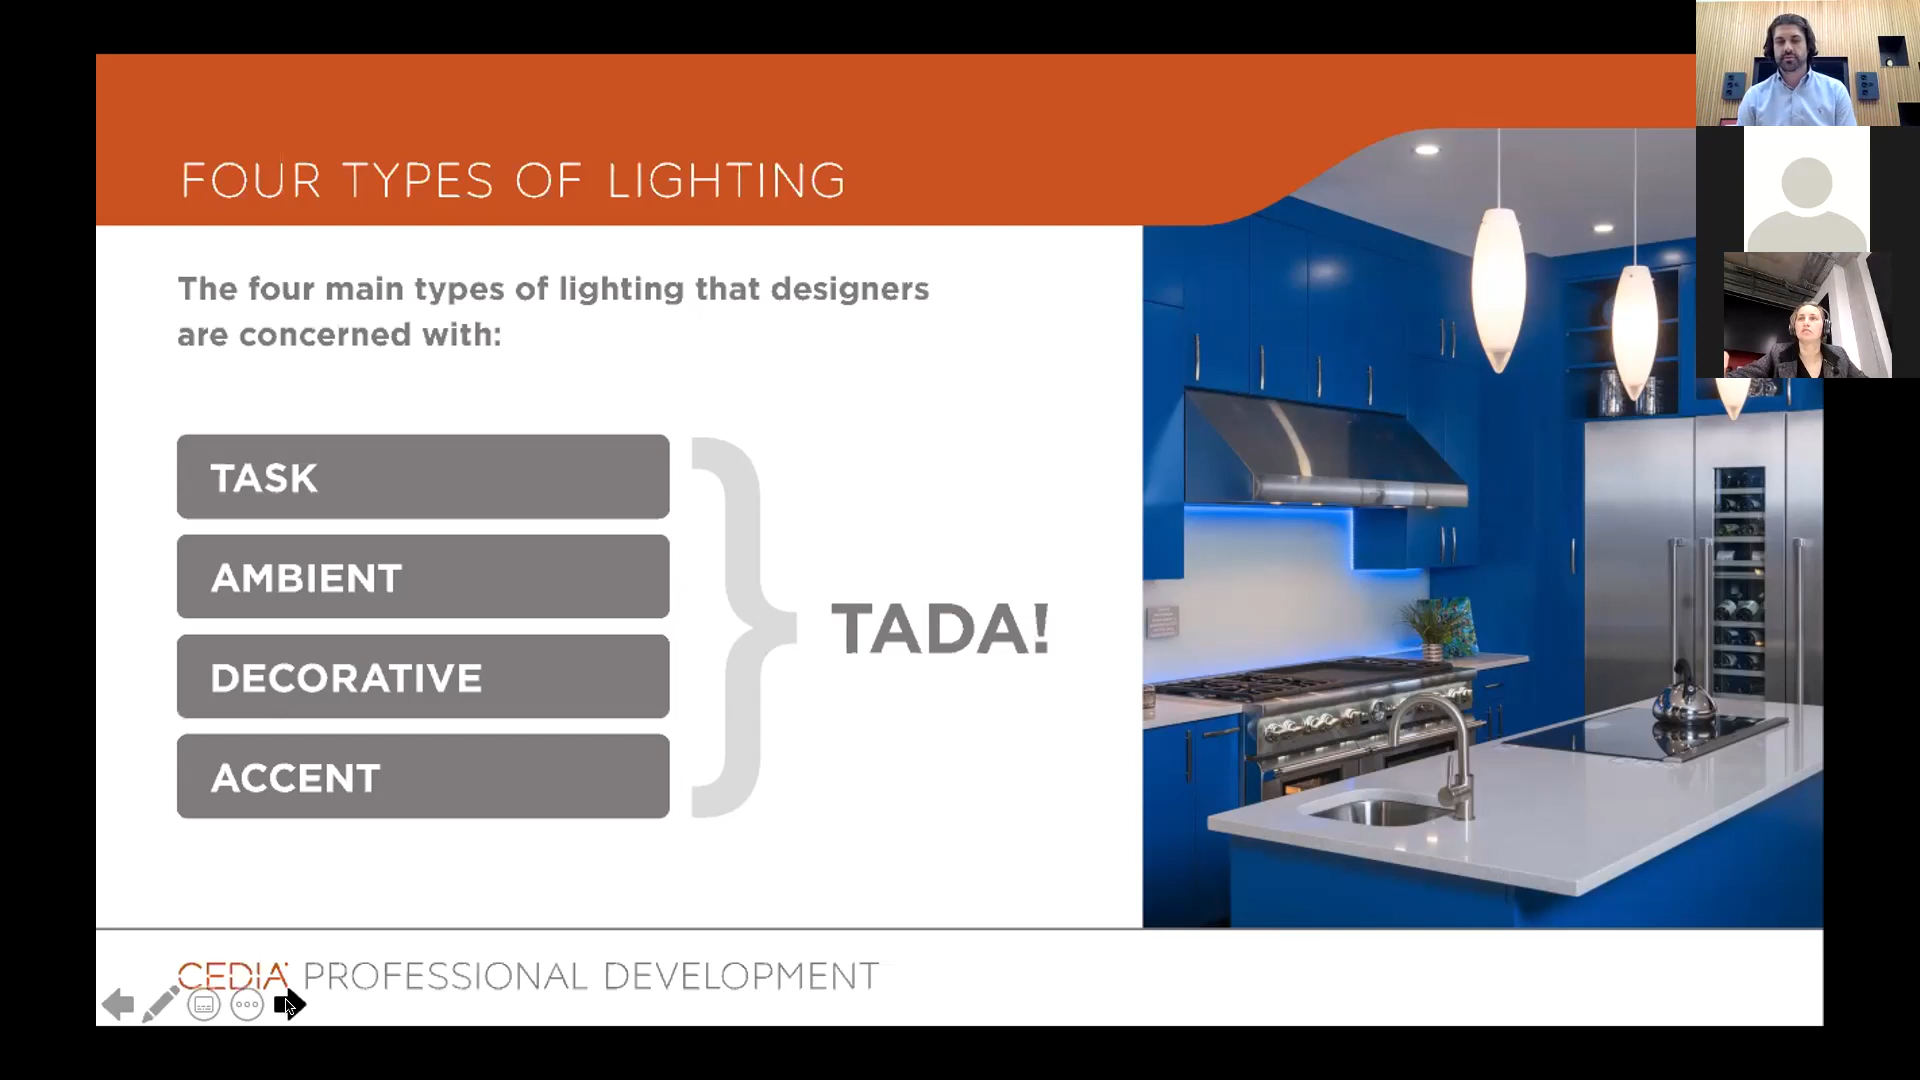 FOUR TYPES OF LIGHTING
The four main types of lighting that designers
are concerned with:
TASK
AMBIENT
DECORATIVE
ACCENT
TADA!
CEDIA PROFESSIONAL DEVELOPMENT